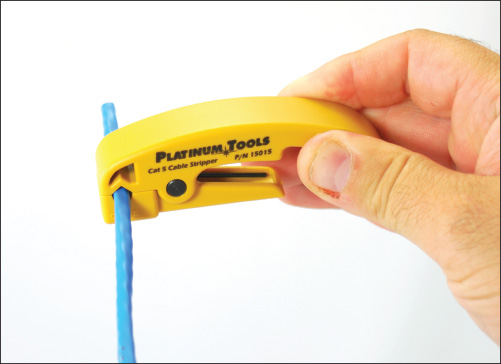 PLATINUM TOOLS
Cat 5 Cable Stripper P/N 15015